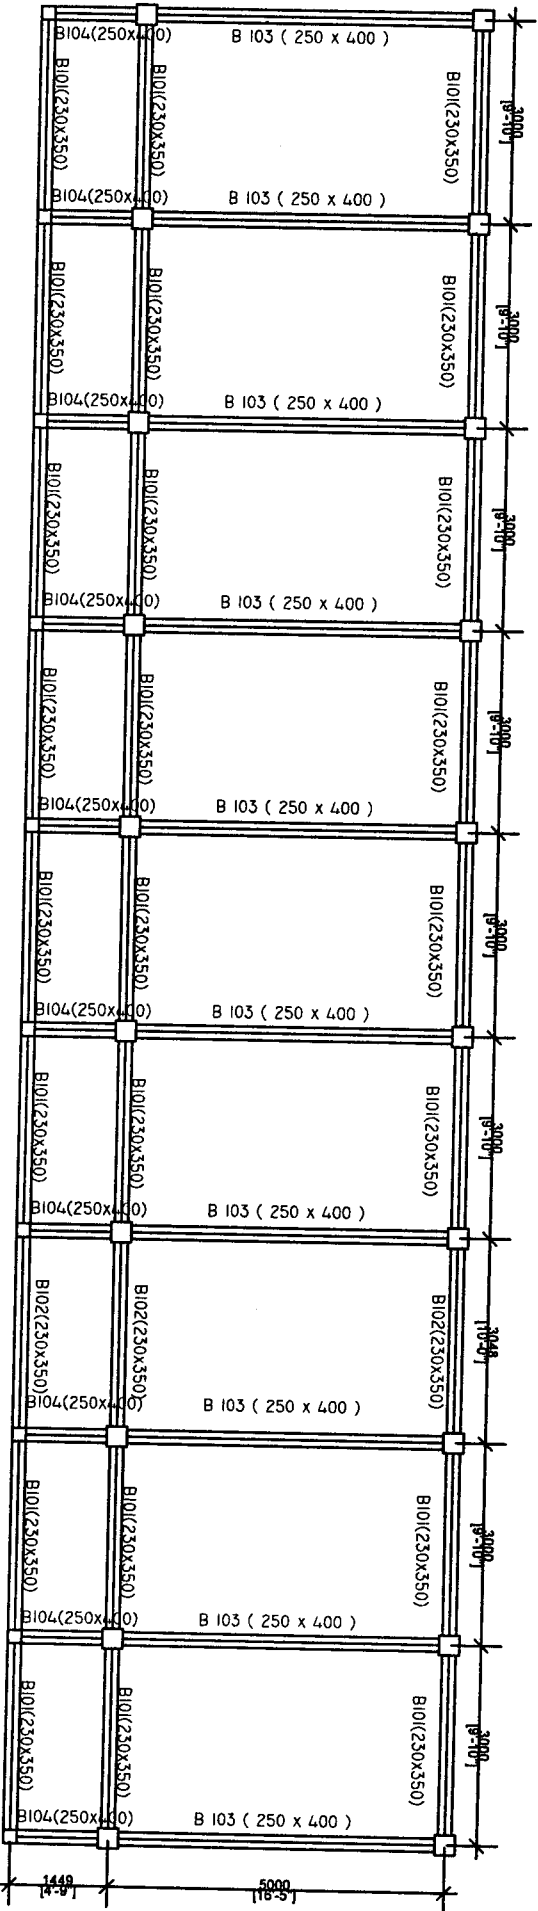 B104(250x400) B 103 ( 250 x 400 )
B101(230x350) B101(230x350) B101(230x350) 3000 [9'-10"]
B104(250x400) B 103 ( 250 x 400 )
B101(230x350) B101(230x350) B101(230x350) 3000 [9'-10"]
B104(250x400) B 103 ( 250 x 400 )
B101(230x350) B101(230x350) B101(230x350) 3000 [9'-10"]
B104(250x400) B 103 ( 250 x 400 )
B101(230x350) B101(230x350) B101(230x350) 3000 [9'-10"]
B104(250x400) B 103 ( 250 x 400 )
B101(230x350) B101(230x350) B101(230x350) 3000 [9'-10"]
B104(250x400) B 103 ( 250 x 400 )
B101(230x350) B101(230x350) B101(230x350) 3000 [9'-10"]
B104(250x400) B 103 ( 250 x 400 )
B102(230x350) B102(230x350) B102(230x350) 3048 [10'-0"]
B104(250x400) B 103 ( 250 x 400 )
B101(230x350) B101(230x350) B101(230x350) 3000 [9'-10"]
B104(250x400) B 103 ( 250 x 400 )
B101(230x350) B101(230x350) B101(230x350) 3000 [9'-10"]
B104(250x400) B 103 ( 250 x 400 )
1449 5000
[4'-9"] [16'-5"]